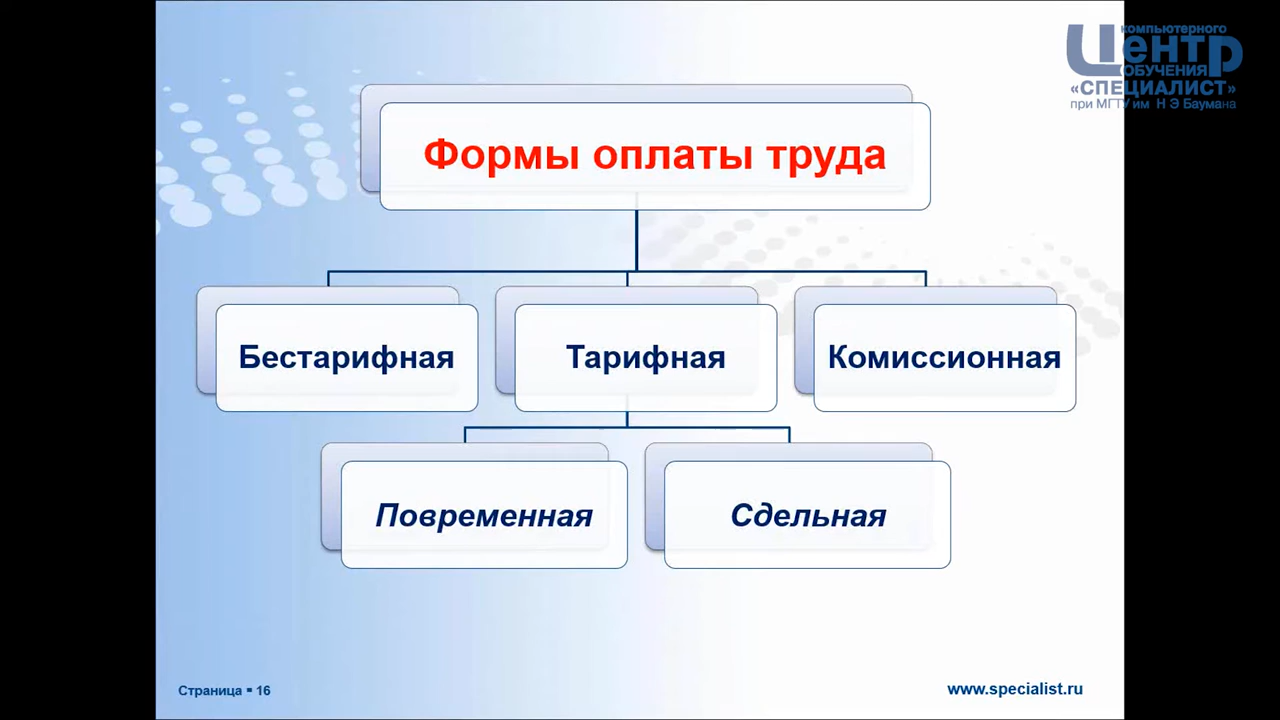 компьютерного
Центр
ОБУЧЕНИЯ
«СПЕЦИАЛИСТ»
при МГТУ им Н Э Баумана
Формы оплаты труда
Бестарифная
Тарифная
Комиссионная
Повременная
Сдельная
Страница ▪ 16
www.specialist.ru